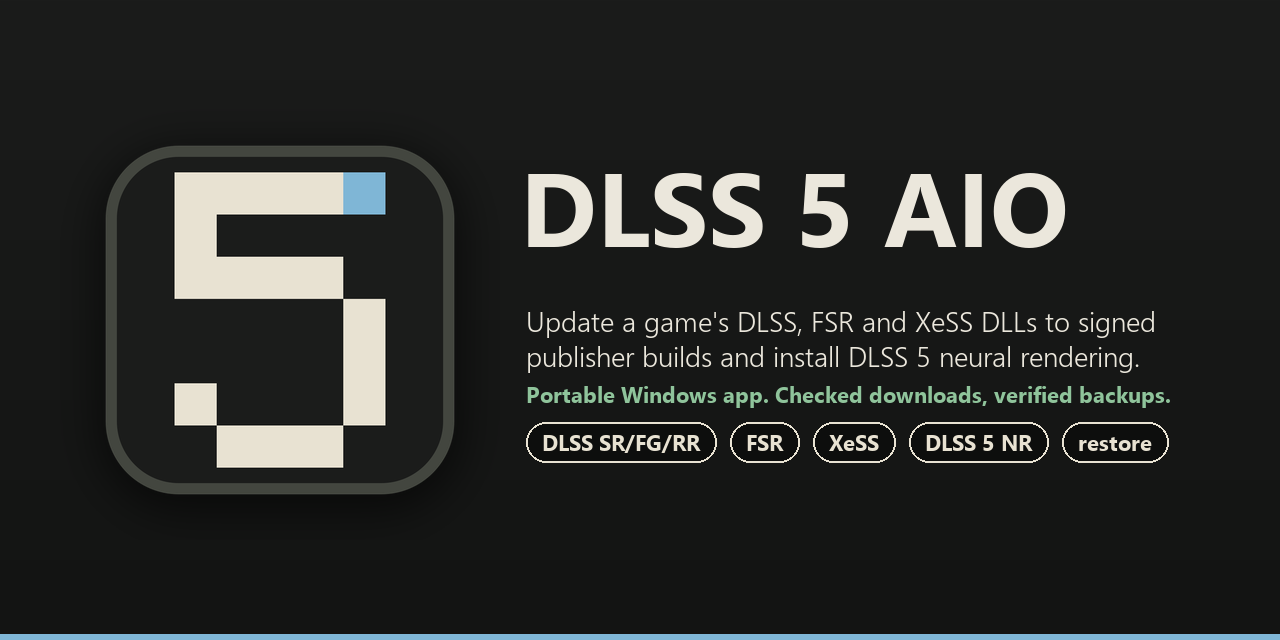 5
DLSS 5 AIO
Update a game's DLSS, FSR and XeSS DLLs to signed
publisher builds and install DLSS 5 neural rendering.
Portable Windows app. Checked downloads, verified backups.
DLSS SR/FG/RR FSR XeSS DLSS 5 NR restore